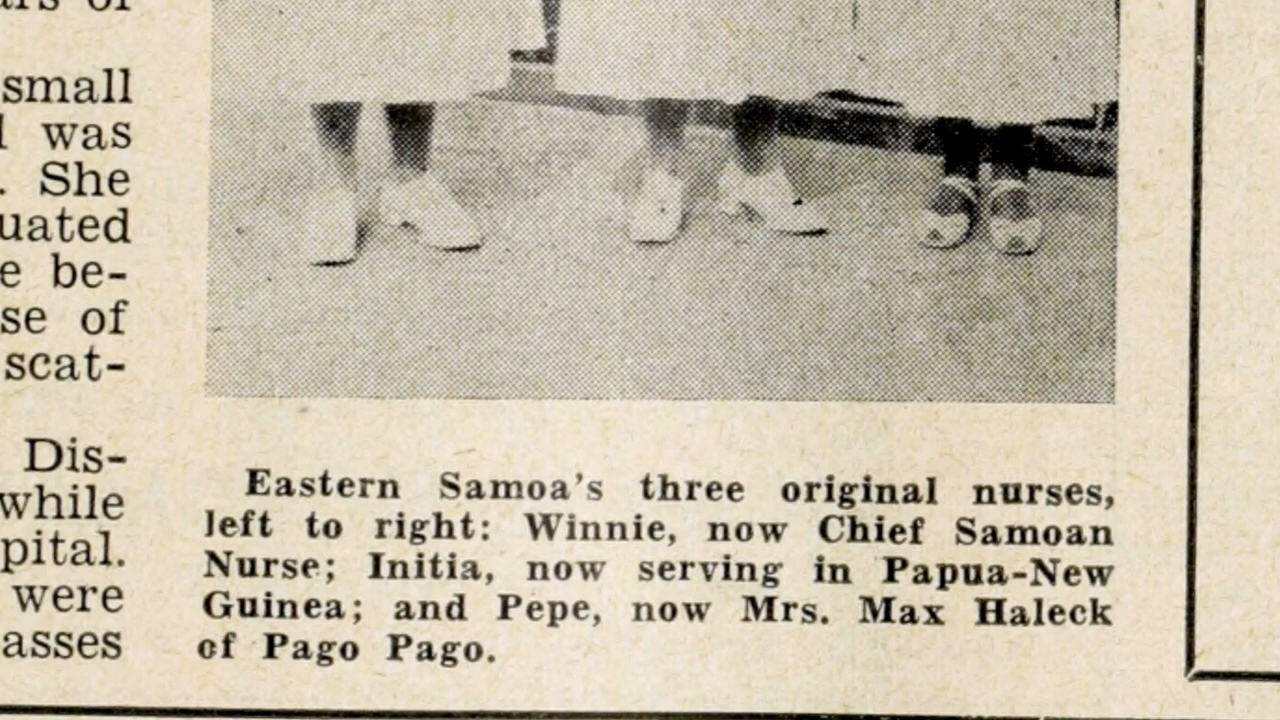 small
was
. She
uated
e be-
se of
scat-
Dis-
while
pital.
were
asses
Eastern Samoa's three original nurses,
left to right: Winnie, now Chief Samoan
Nurse; Initia, now serving in Papua-New
Guinea; and Pepe, now Mrs. Max Haleck
of Pago Pago.